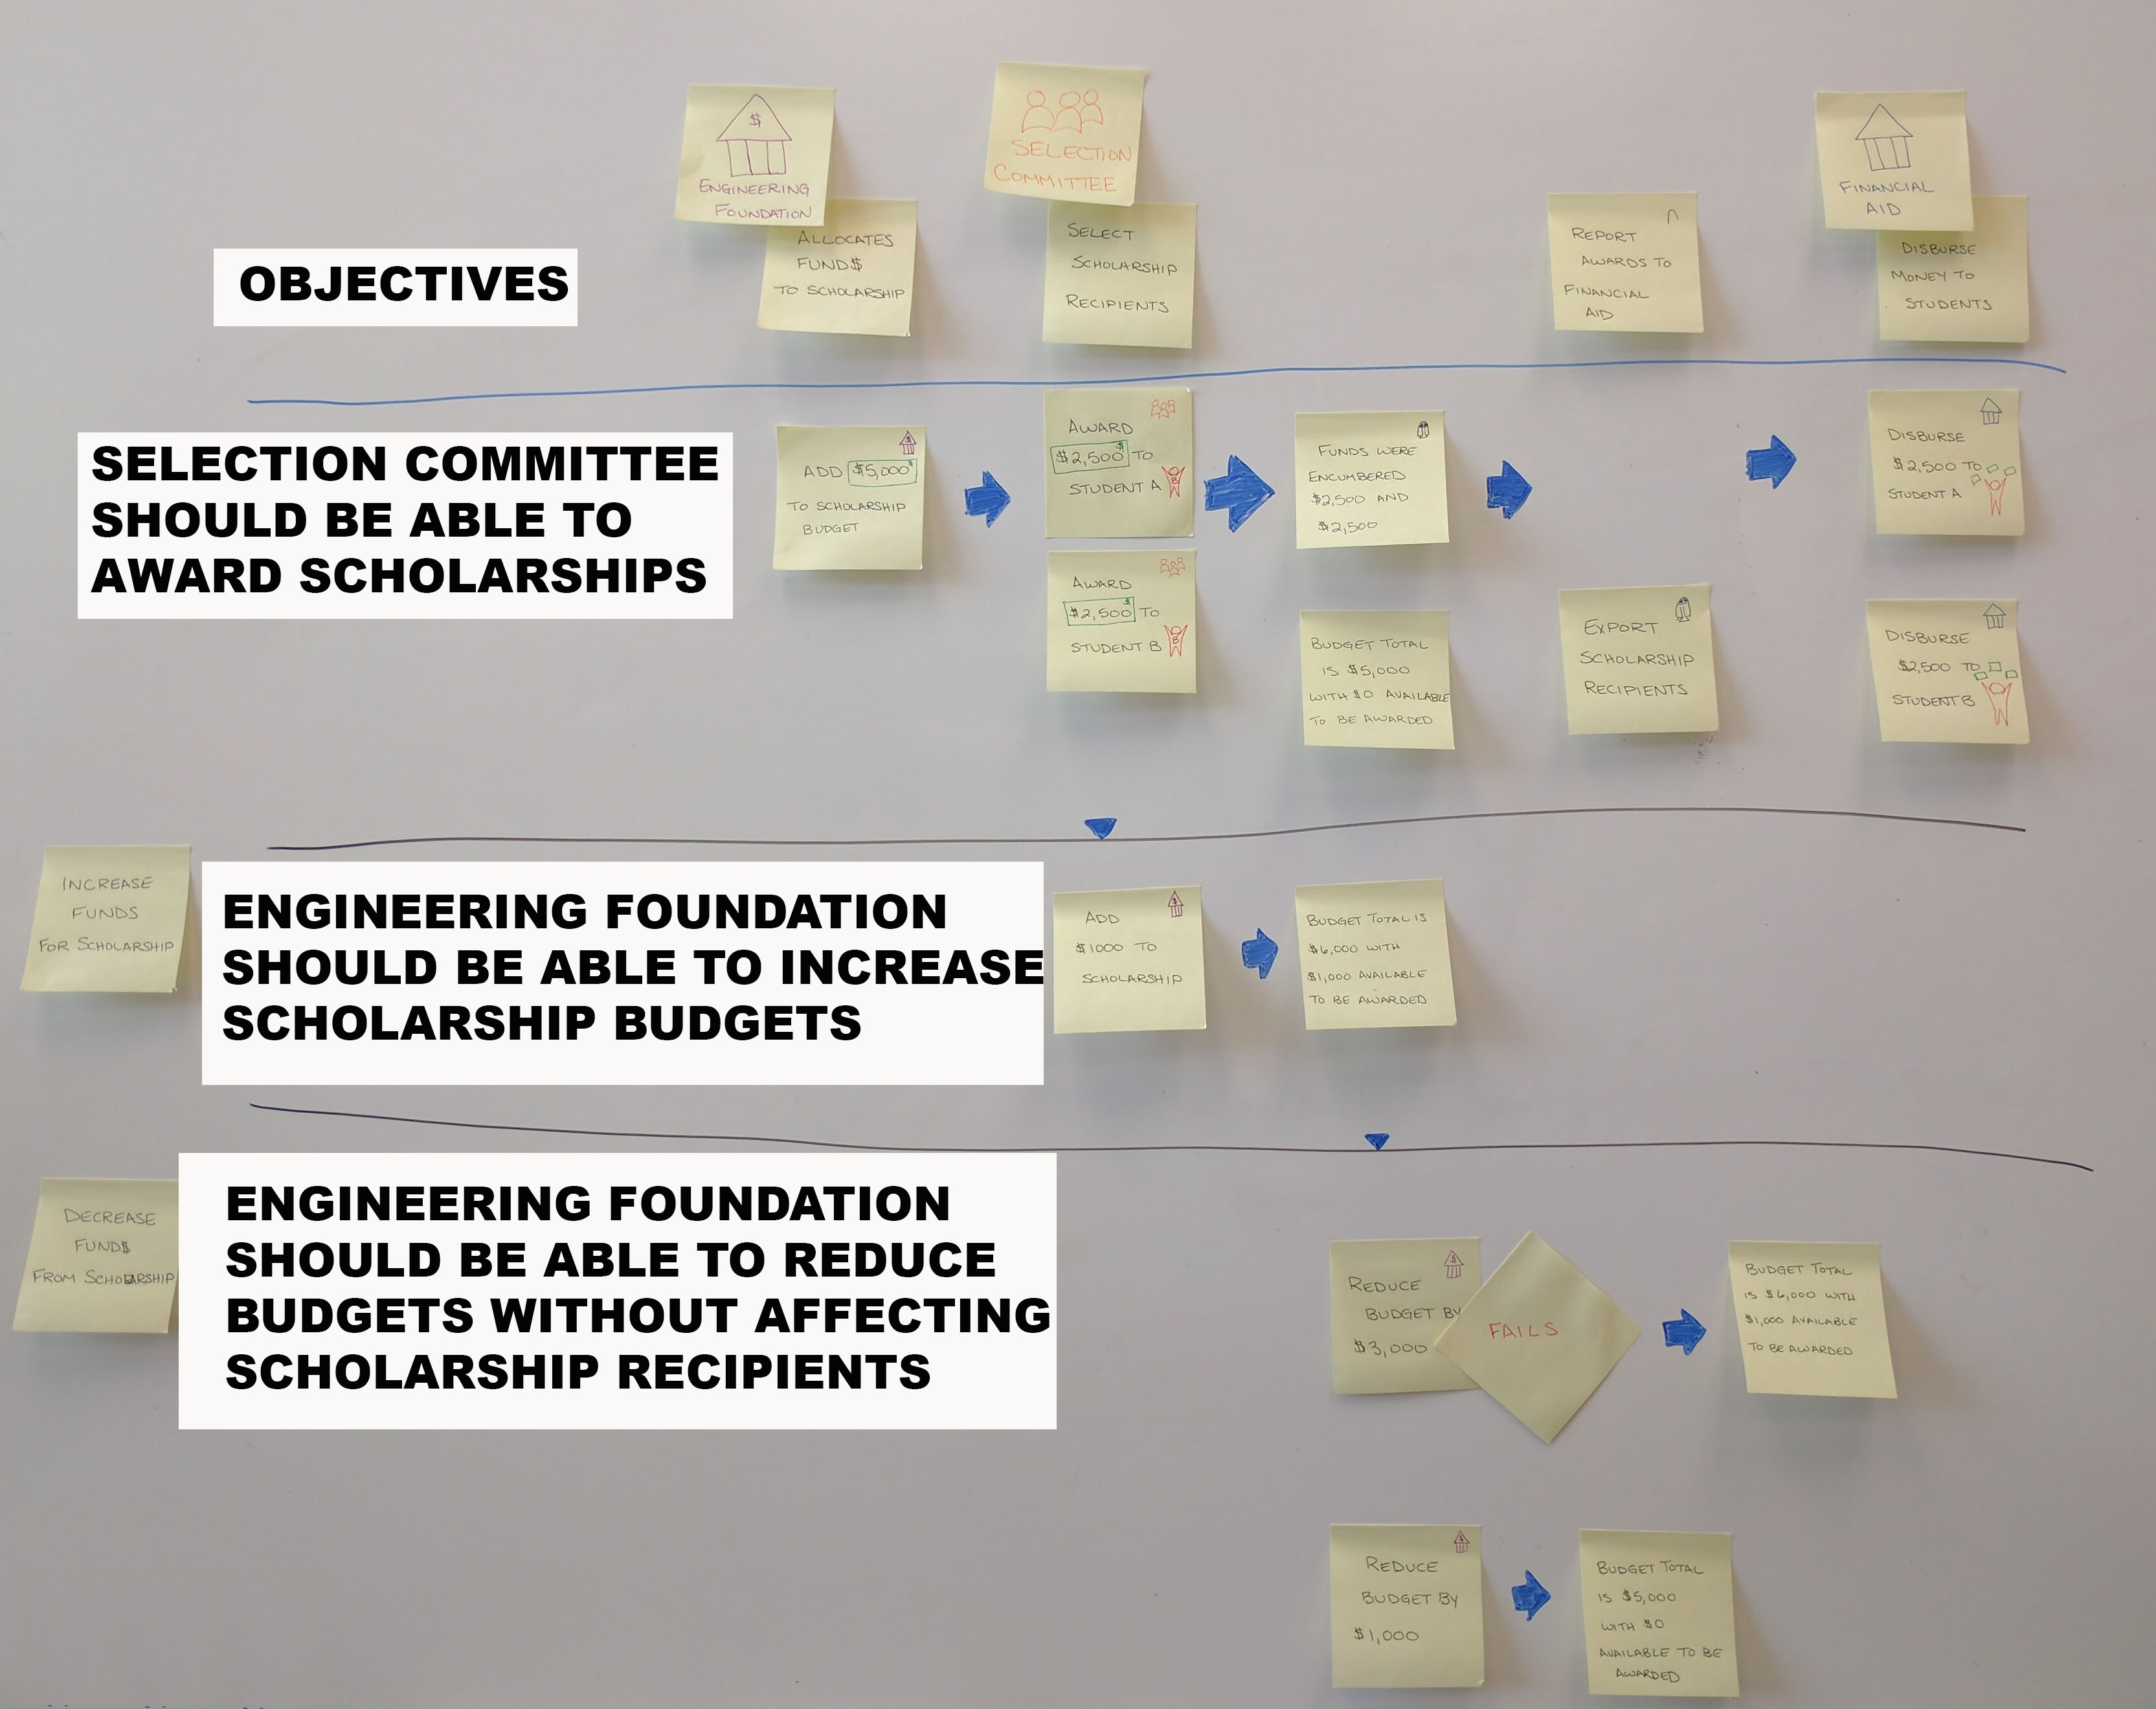 $
ENGINEERING
FOUNDATION
ALLOCATES
FUND$
TO SCHOLARSHIP
SELECTION
COMMITTEE
SELECT
SCHOLARSHIP
RECIPIENTS
REPORT
AWARDS TO
FINANCIAL
AID
FINANCIAL
AID
DISBURSE
MONEY TO
STUDENTS
OBJECTIVES
SELECTION COMMITTEE
SHOULD BE ABLE TO
AWARD SCHOLARSHIPS
$
ADD $5,000$
TO SCHOLARSHIP
BUDGET
AWARD
$2,500$ TO
STUDENT A
AWARD
$2,500$ TO
STUDENT B
FUNDS WERE
ENCUMBERED
$2,500 AND
$2,500
BUDGET TOTAL
IS $5,000
WITH $0 AVAILABLE
TO BE AWARDED
EXPORT
SCHOLARSHIP
RECIPIENTS
DISBURSE
$2,500 TO
STUDENT A
DISBURSE
$2,500 TO
STUDENT B
INCREASE
FUNDS
FOR SCHOLARSHIP
ENGINEERING FOUNDATION
SHOULD BE ABLE TO INCREASE
SCHOLARSHIP BUDGETS
$
ADD
$1000 TO
SCHOLARSHIP
BUDGET TOTAL IS
$6,000 WITH
$1,000 AVAILABLE
TO BE AWARDED
DECREASE
FUND$
FROM SCHOLARSHIP
ENGINEERING FOUNDATION
SHOULD BE ABLE TO REDUCE
BUDGETS WITHOUT AFFECTING
SCHOLARSHIP RECIPIENTS
$
REDUCE
BUDGET BY
$3,000
FAILS
BUDGET TOTAL
IS $6,000 WITH
$1,000 AVAILABLE
TO BE AWARDED
$
REDUCE
BUDGET BY
$1,000
BUDGET TOTAL
IS $5,000
WITH $0
AVAILABLE TO BE
AWARDED